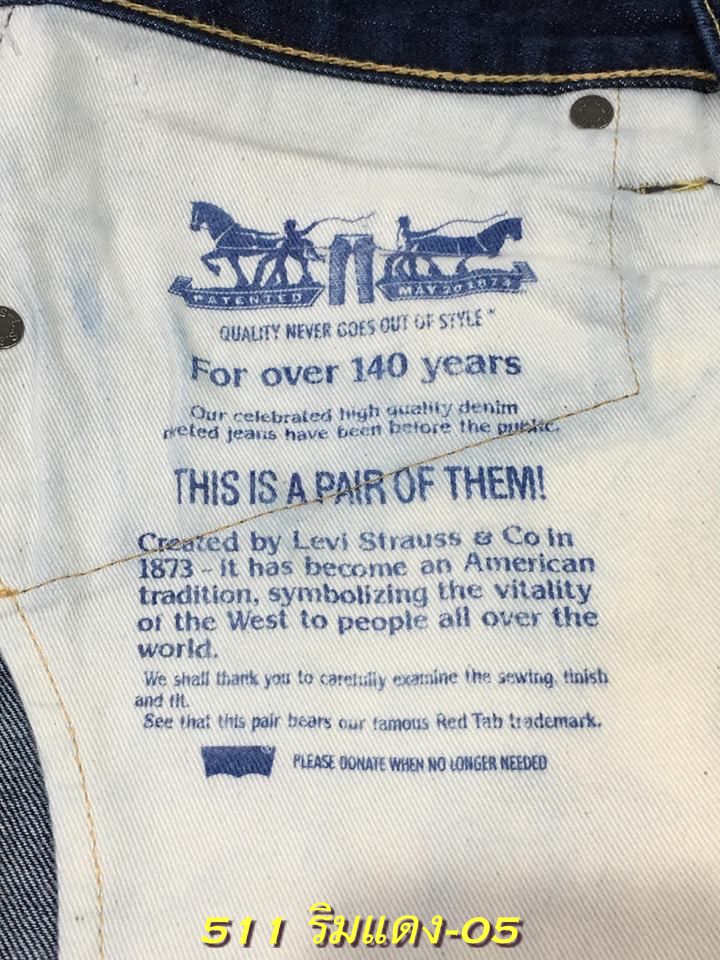 PATENTED
MAY 20 1873
QUALITY NEVER GOES OUT OF STYLE
For over 140 years
Our celebrated high quality denim
riveted jeans have been before the public.
THIS IS A PAIR OF THEM!
Created by Levi Strauss & Co in
1873 - it has become an American
tradition, symbolizing the vitality
of the West to people all over the
world.
We shall thank you to carefully examine the sewing, finish
and fit.
See that this pair bears our famous Red Tab trademark.
PLEASE DONATE WHEN NO LONGER NEEDED
511 ริมแดง-05